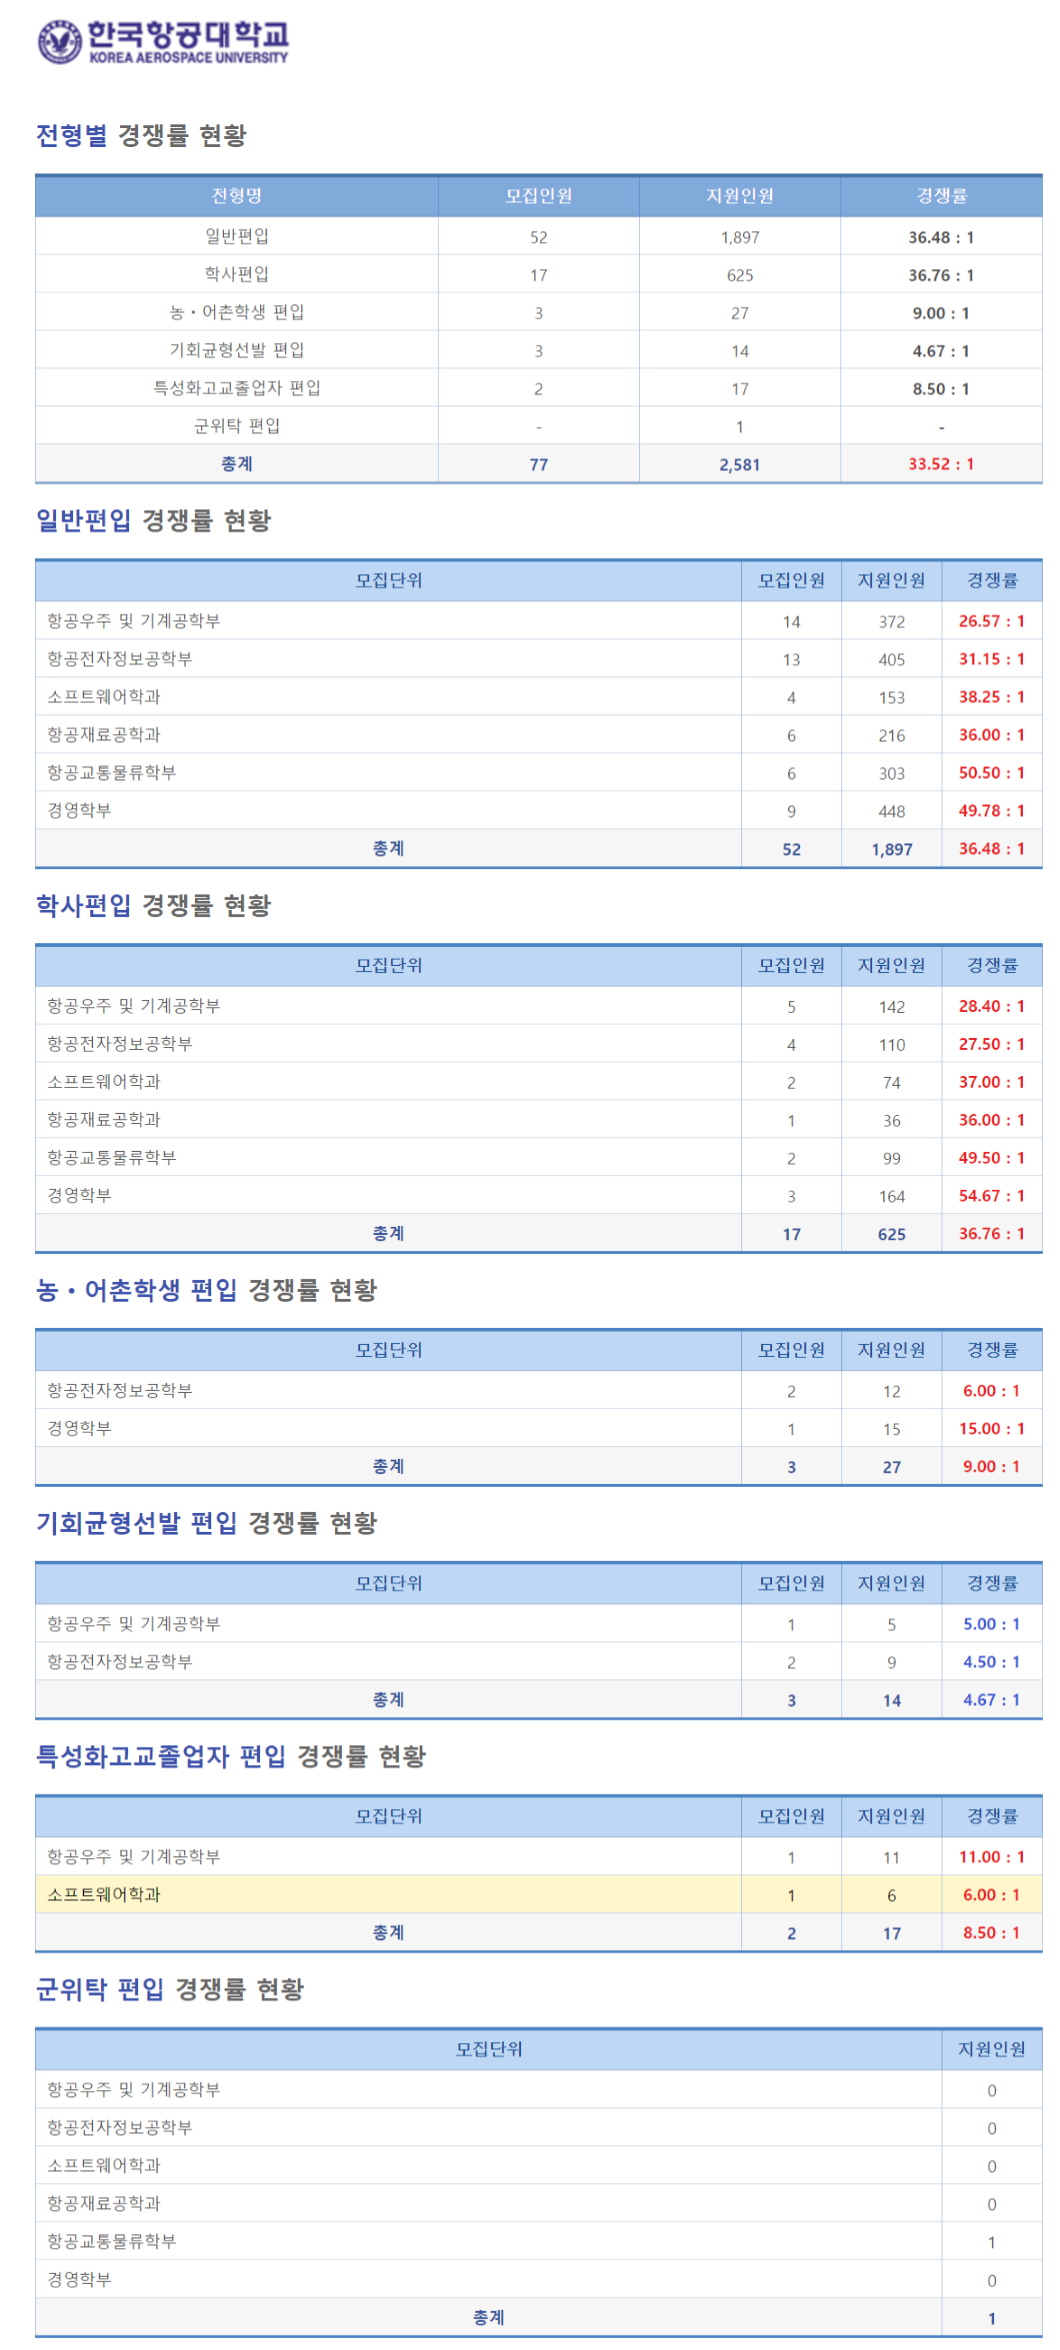 한국항공대학교
KOREA AEROSPACE UNIVERSITY
전형별 경쟁률 현황
전형명 모집인원 지원인원 경쟁률
일반편입 52 1,897 36.48 : 1
학사편입 17 625 36.76 : 1
농・어촌학생 편입 3 27 9.00 : 1
기회균형선발 편입 3 14 4.67 : 1
특성화고교졸업자 편입 2 17 8.50 : 1
군위탁 편입 - 1 -
총계 77 2,581 33.52 : 1
일반편입 경쟁률 현황
모집단위 모집인원 지원인원 경쟁률
항공우주 및 기계공학부 14 372 26.57 : 1
항공전자정보공학부 13 405 31.15 : 1
소프트웨어학과 4 153 38.25 : 1
항공재료공학과 6 216 36.00 : 1
항공교통물류학부 6 303 50.50 : 1
경영학부 9 448 49.78 : 1
총계 52 1,897 36.48 : 1
학사편입 경쟁률 현황
모집단위 모집인원 지원인원 경쟁률
항공우주 및 기계공학부 5 142 28.40 : 1
항공전자정보공학부 4 110 27.50 : 1
소프트웨어학과 2 74 37.00 : 1
항공재료공학과 1 36 36.00 : 1
항공교통물류학부 2 99 49.50 : 1
경영학부 3 164 54.67 : 1
총계 17 625 36.76 : 1
농・어촌학생 편입 경쟁률 현황
모집단위 모집인원 지원인원 경쟁률
항공전자정보공학부 2 12 6.00 : 1
경영학부 1 15 15.00 : 1
총계 3 27 9.00 : 1
기회균형선발 편입 경쟁률 현황
모집단위 모집인원 지원인원 경쟁률
항공우주 및 기계공학부 1 5 5.00 : 1
항공전자정보공학부 2 9 4.50 : 1
총계 3 14 4.67 : 1
특성화고교졸업자 편입 경쟁률 현황
모집단위 모집인원 지원인원 경쟁률
항공우주 및 기계공학부 1 11 11.00 : 1
소프트웨어학과 1 6 6.00 : 1
총계 2 17 8.50 : 1
군위탁 편입 경쟁률 현황
모집단위 지원인원
항공우주 및 기계공학부 0
항공전자정보공학부 0
소프트웨어학과 0
항공재료공학과 0
항공교통물류학부 1
경영학부 0
총계 1